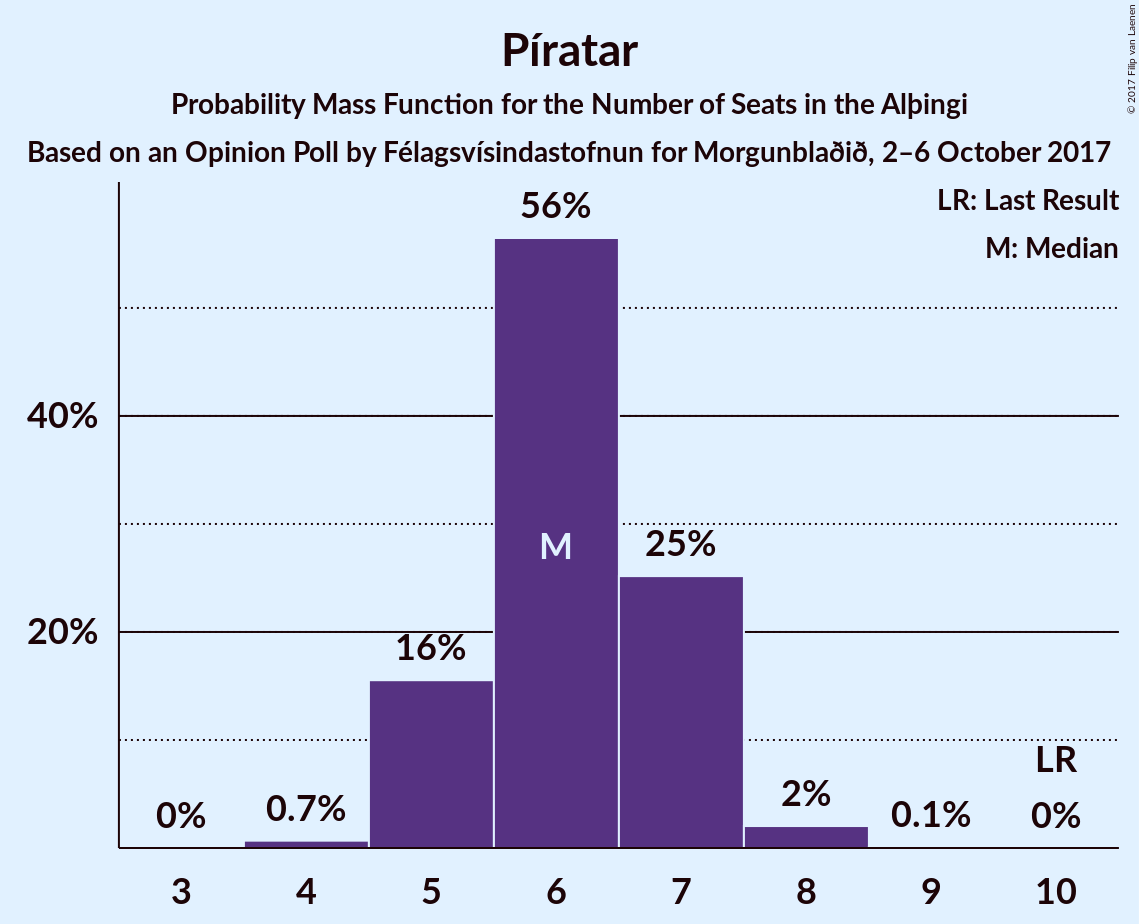 Píratar
Probability Mass Function for the Number of Seats in the Alþingi
Based on an Opinion Poll by Félagsvísindastofnun for Morgunblaðið, 2–6 October 2017
© 2017 Filip van Laenen
LR: Last Result
M: Median
56%
40%
M
25%
20%
16%
LR
0%
0.7%
2%
0.1%
0%
3 4 5 6 7 8 9 10